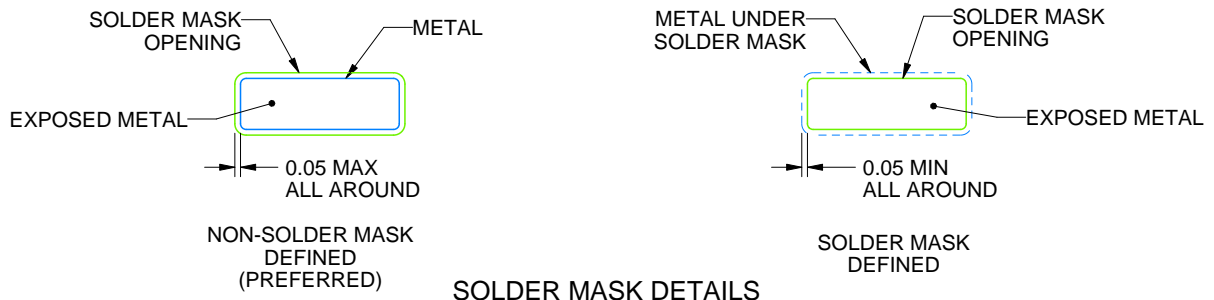 SOLDER MASK
OPENING
METAL
EXPOSED METAL
0.05 MAX
ALL AROUND
NON-SOLDER MASK
DEFINED
(PREFERRED)
METAL UNDER
SOLDER MASK
SOLDER MASK
OPENING
EXPOSED METAL
0.05 MIN
ALL AROUND
SOLDER MASK
DEFINED
SOLDER MASK DETAILS